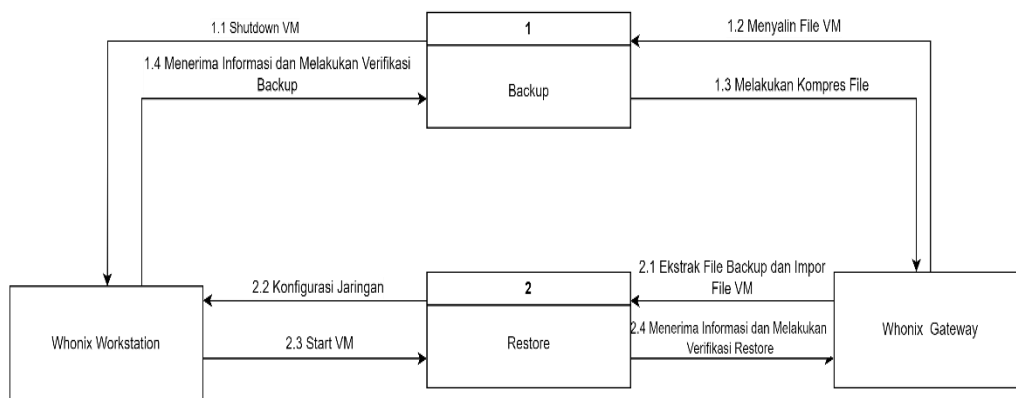 1.1 Shutdown VM
1
1.2 Menyalin File VM
1.4 Menerima Informasi dan Melakukan Verifikasi
Backup
Backup
1.3 Melakukan Kompres File
2.1 Ekstrak File Backup dan Impor
File VM
2.2 Konfigurasi Jaringan
2
Whonix Workstation
2.3 Start VM
Restore
2.4 Menerima Informasi dan Melakukan
Verifikasi Restore
Whonix Gateway